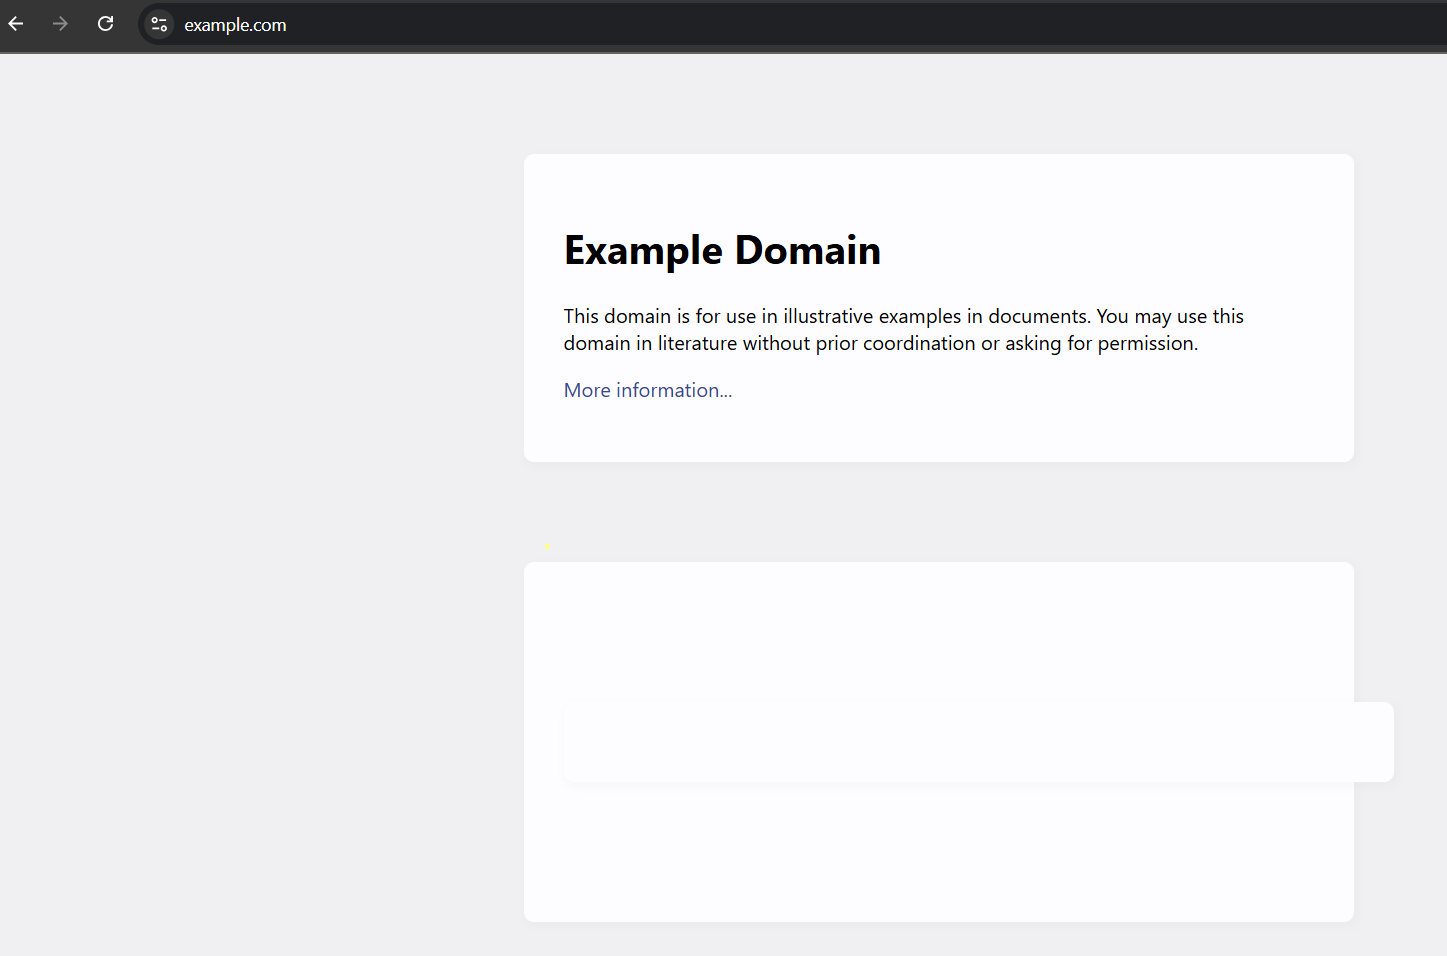 example.com
Example Domain
This domain is for use in illustrative examples in documents. You may use this
domain in literature without prior coordination or asking for permission.
More information...